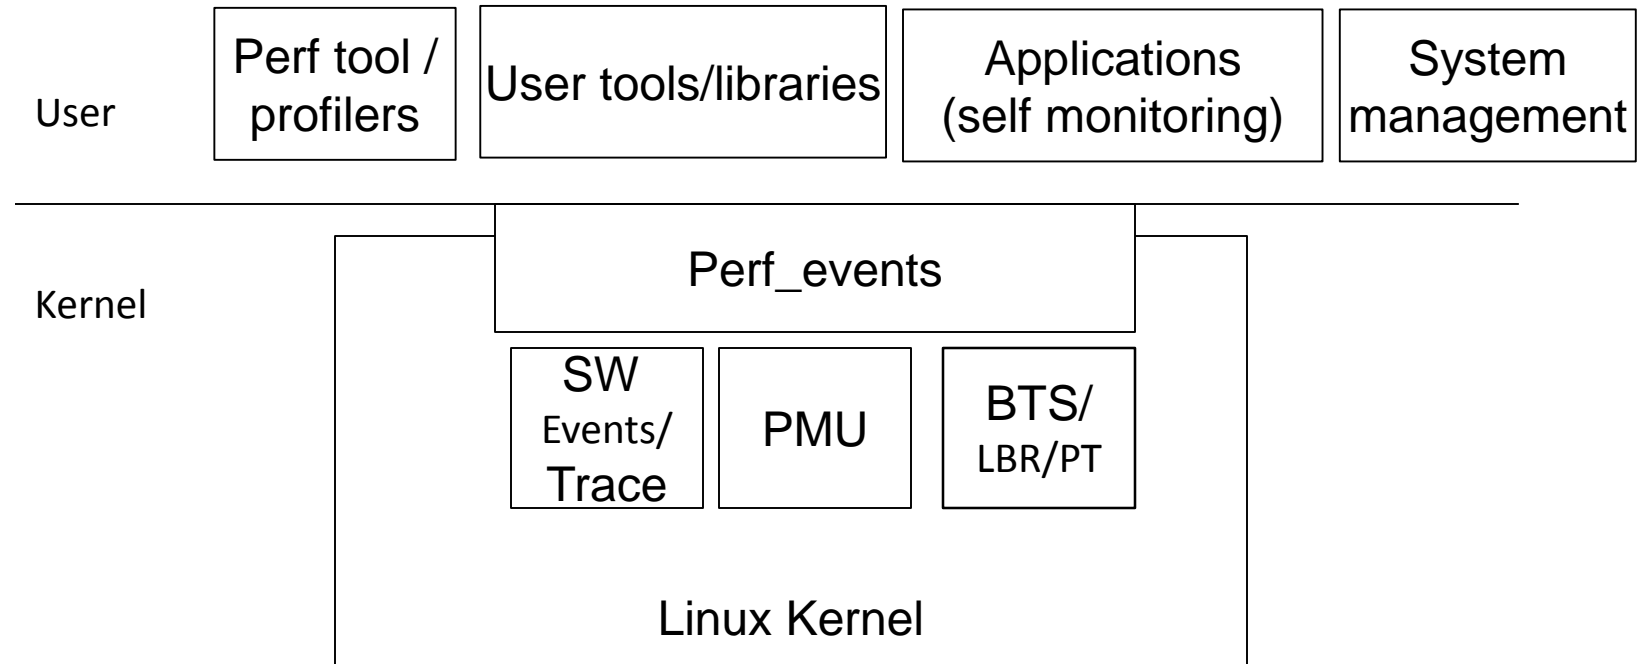 Perf tool /
profilers
User tools/libraries
Applications
(self monitoring)
System
management
User
Perf_events
Kernel
SW
Events/
Trace
PMU
BTS/
LBR/PT
Linux Kernel